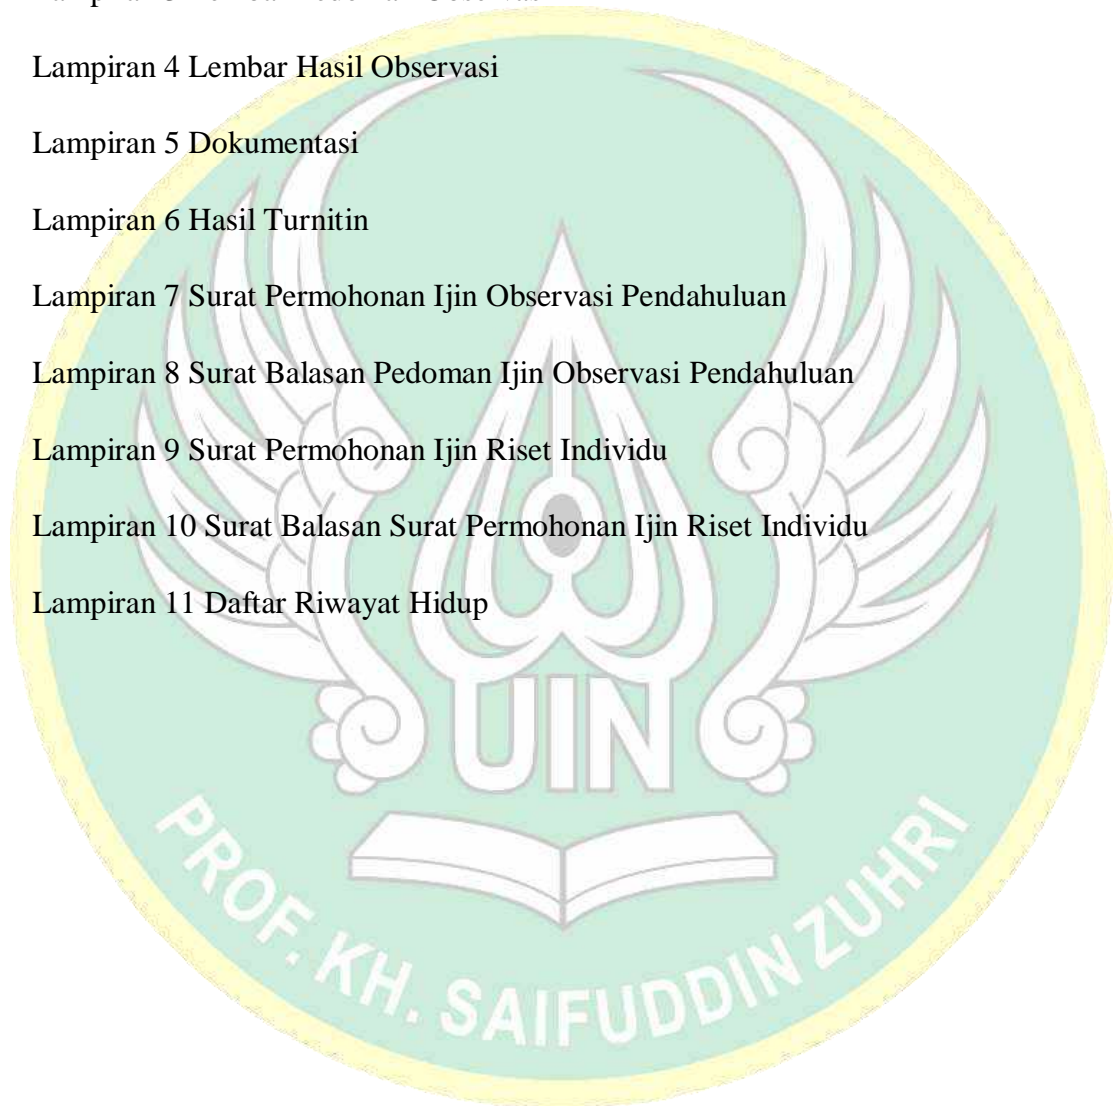 Lampiran 4 Lembar Hasil Observasi
Lampiran 5 Dokumentasi
Lampiran 6 Hasil Turnitin
Lampiran 7 Surat Permohonan Ijin Observasi Pendahuluan
Lampiran 8 Surat Balasan Pedoman Ijin Observasi Pendahuluan
Lampiran 9 Surat Permohonan Ijin Riset Individu
Lampiran 10 Surat Balasan Surat Permohonan Ijin Riset Individu
Lampiran 11 Daftar Riwayat Hidup
UIN
PROF. KH. SAIFUDDIN ZUHRI